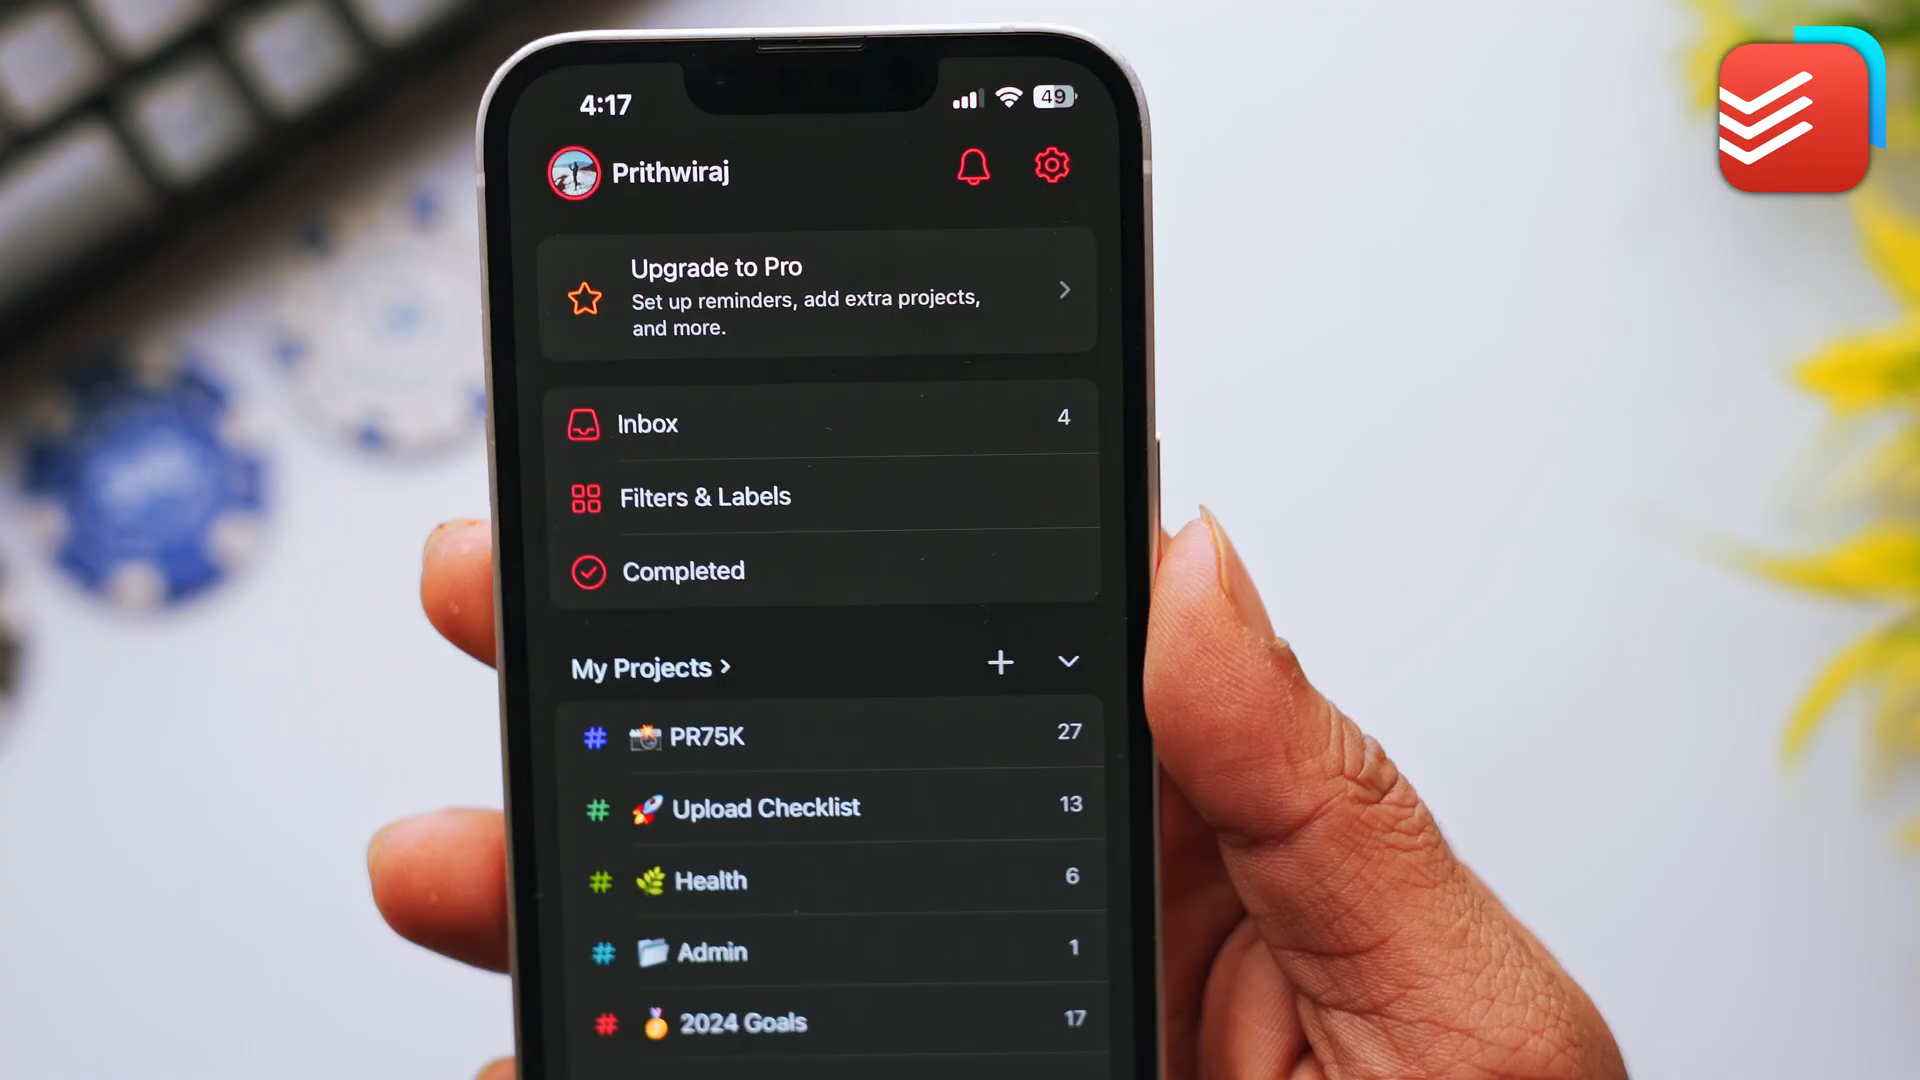 4:17
49
Prithwiraj
Upgrade to Pro
Set up reminders, add extra projects,
and more.
Inbox 4
Filters & Labels
Completed
My Projects >
# PR75K 27
# Upload Checklist 13
# Health 6
# Admin 1
# 2024 Goals 17